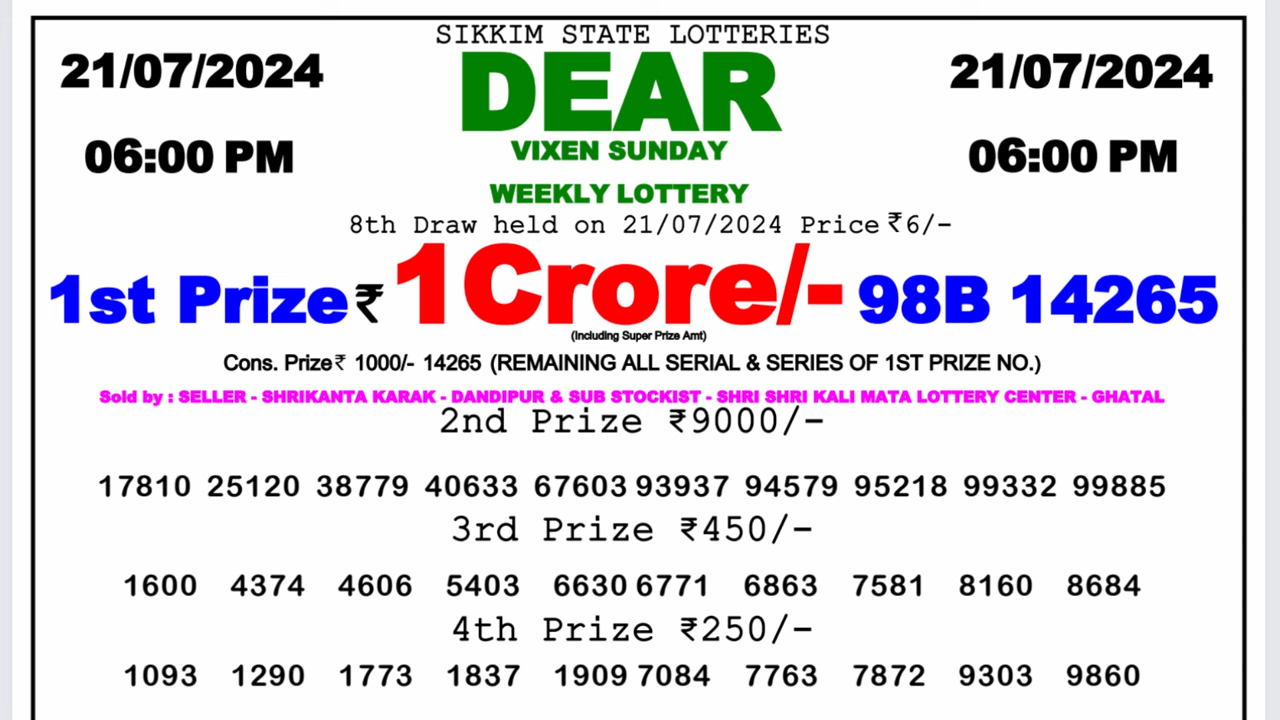 SIKKIM STATE LOTTERIES
21/07/2024 DEAR 21/07/2024
06:00 PM VIXEN SUNDAY 06:00 PM
WEEKLY LOTTERY
8th Draw held on 21/07/2024 Price ₹6/-
1st Prize ₹ 1Crore/- 98B 14265
(Including Super Prize Amt)
Cons. Prize ₹ 1000/- 14265 (REMAINING ALL SERIAL & SERIES OF 1ST PRIZE NO.)
Sold by : SELLER - SHRIKANTA KARAK - DANDIPUR & SUB STOCKIST - SHRI SHRI KALI MATA LOTTERY CENTER - GHATAL
2nd Prize ₹9000/-
17810 25120 38779 40633 67603 93937 94579 95218 99332 99885
3rd Prize ₹450/-
1600 4374 4606 5403 6630 6771 6863 7581 8160 8684
4th Prize ₹250/-
1093 1290 1773 1837 1909 7084 7763 7872 9303 9860